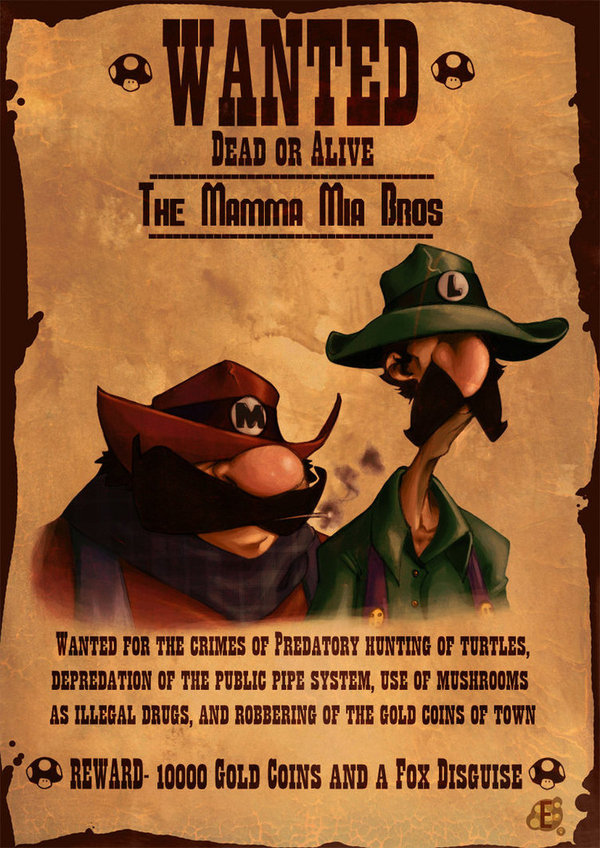 WANTED
DEAD OR ALIVE
THE MAMMA MIA BROS
L
M
WANTED FOR THE CRIMES OF PREDATORY HUNTING OF TURTLES,
DEPREDATION OF THE PUBLIC PIPE SYSTEM, USE OF MUSHROOMS
AS ILLEGAL DRUGS, AND ROBBERING OF THE GOLD COINS OF TOWN
REWARD- 10000 GOLD COINS AND A FOX DISGUISE
E